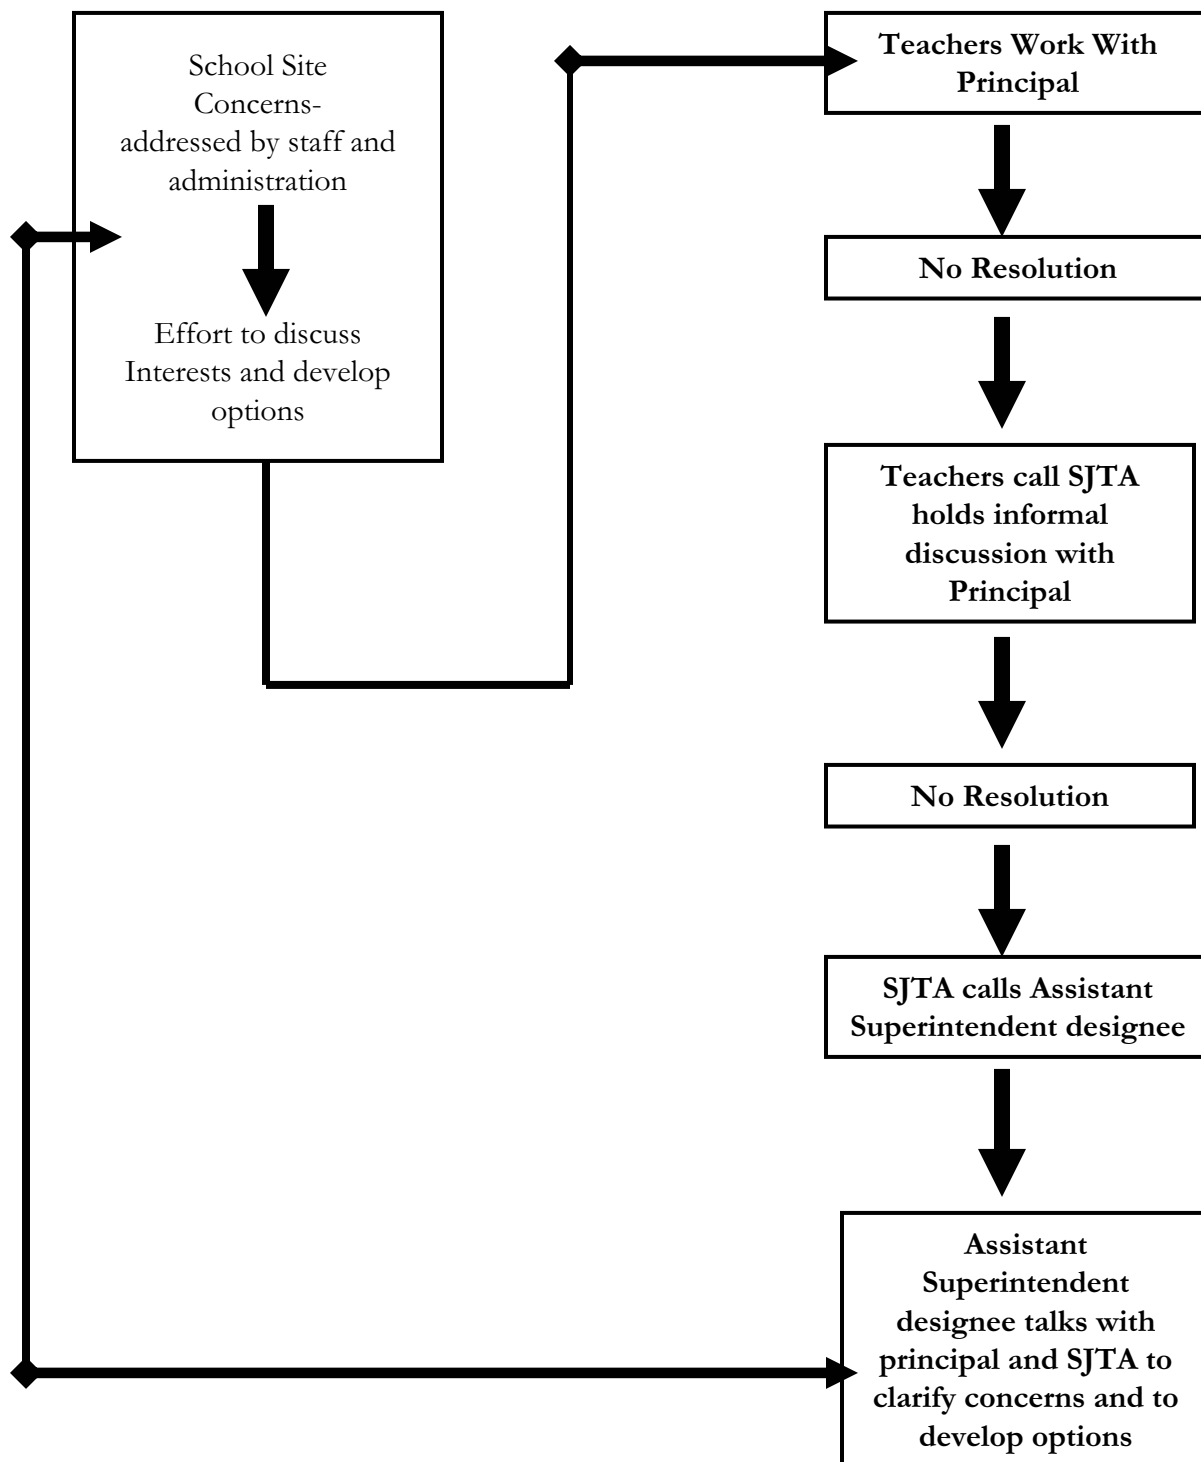 School Site
Concerns-
addressed by staff and
administration
Effort to discuss
Interests and develop
options
Teachers Work With
Principal
No Resolution
Teachers call SJTA
holds informal
discussion with
Principal
No Resolution
SJTA calls Assistant
Superintendent designee
Assistant
Superintendent
designee talks with
principal and SJTA to
clarify concerns and to
develop options